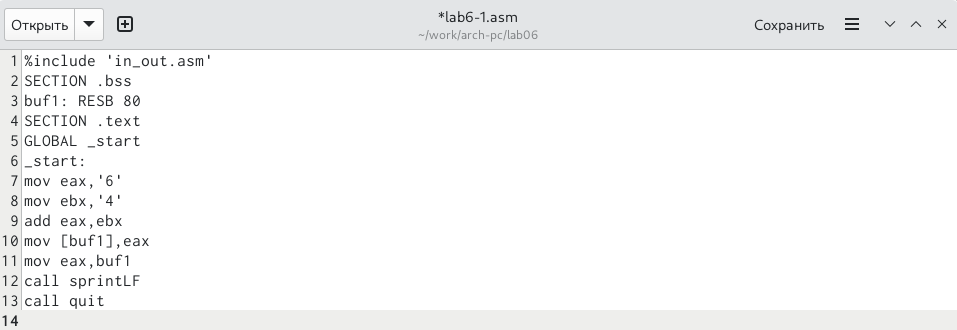 Открыть
*lab6-1.asm
~/work/arch-pc/lab06
Сохранить
1 %include 'in_out.asm'
2 SECTION .bss
3 buf1: RESB 80
4 SECTION .text
5 GLOBAL _start
6 _start:
7 mov eax,'6'
8 mov ebx,'4'
9 add eax,ebx
10 mov [buf1],eax
11 mov eax,buf1
12 call sprintLF
13 call quit
14